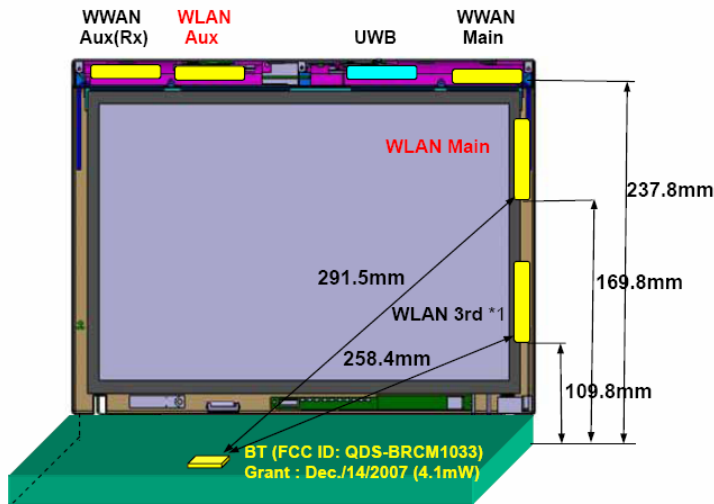 WWAN
Aux(Rx)
WLAN
Aux
UWB
WWAN
Main
WLAN Main
237.8mm
291.5mm
169.8mm
WLAN 3rd *1
258.4mm
109.8mm
BT (FCC ID: QDS-BRCM1033)
Grant : Dec./14/2007 (4.1mW)